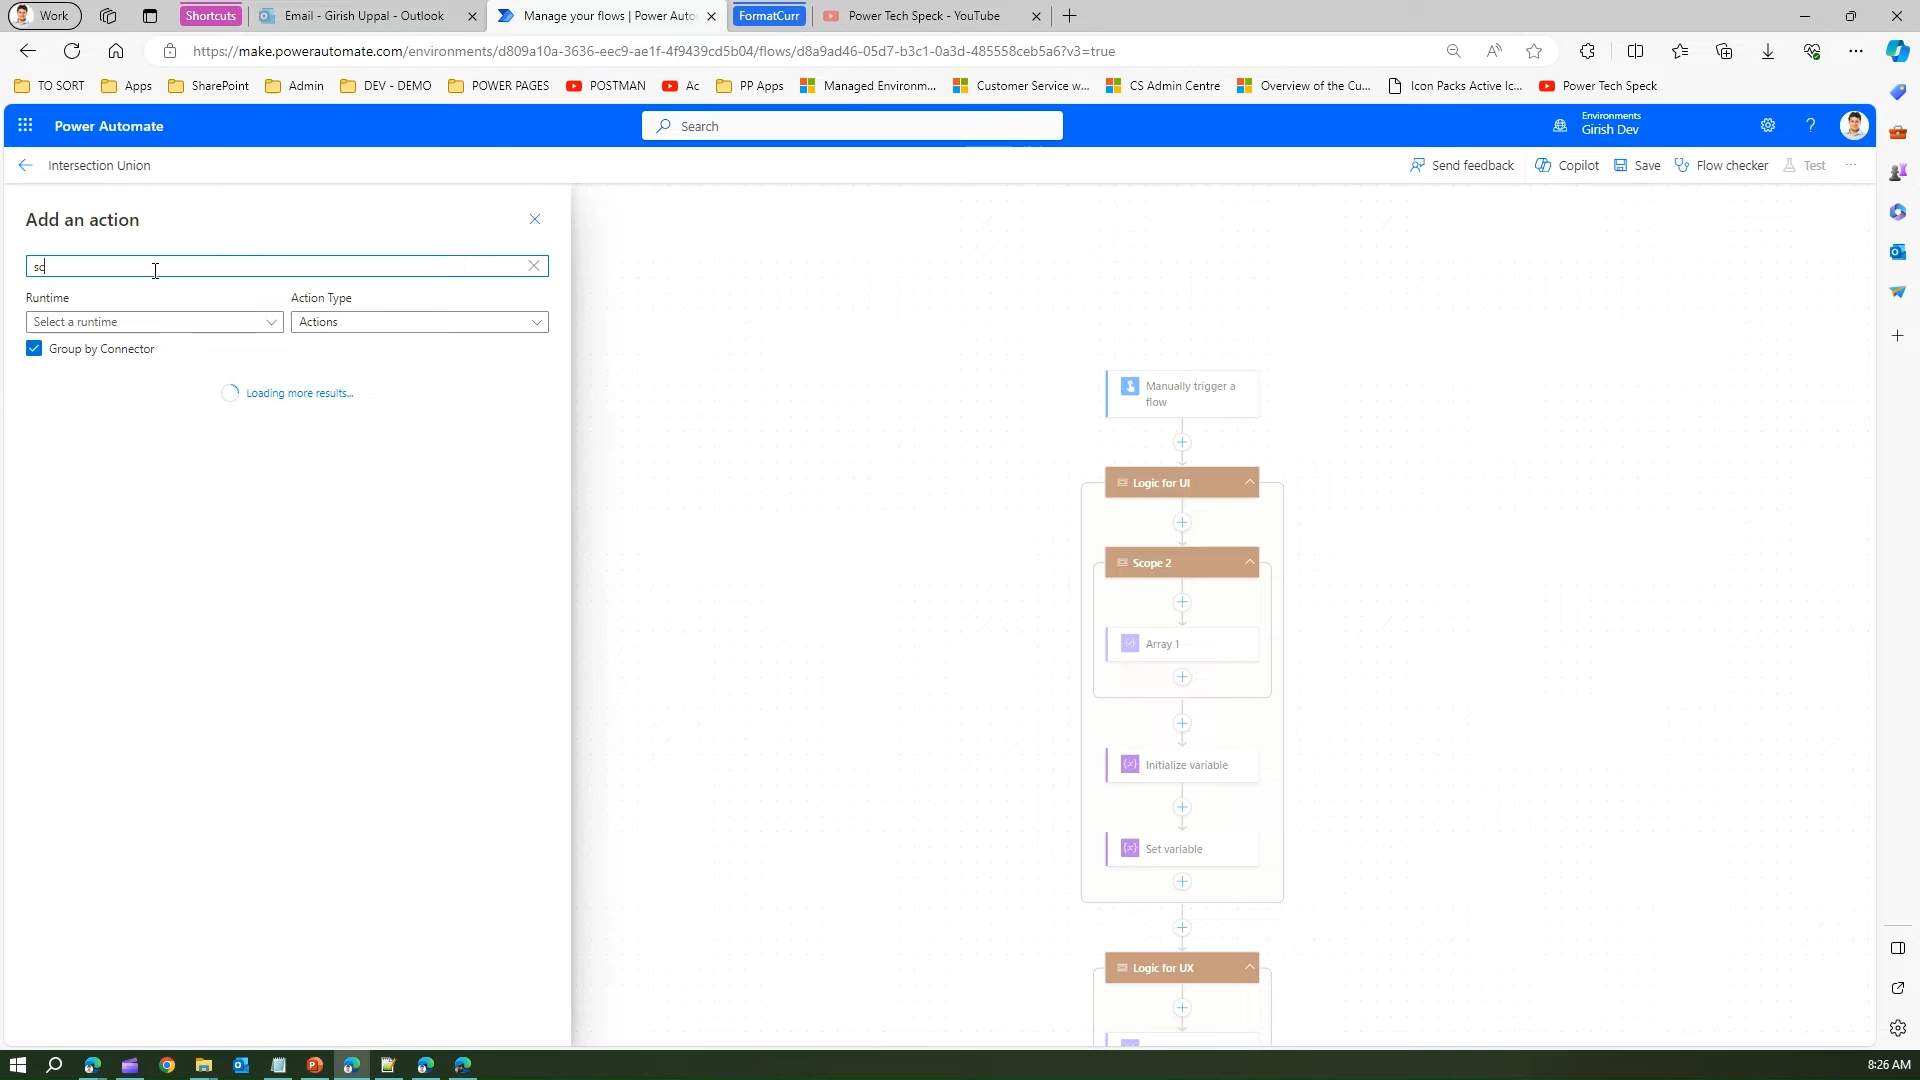 Work
Shortcuts
Email - Girish Uppal - Outlook
Manage your flows | Power Auto
FormatCurr
Power Tech Speck - YouTube
https://make.powerautomate.com/environments/d809a10a-3636-eec9-ae1f-4f9439cd5b04/flows/d8a9ad46-05d7-b3c1-0a3d-485558ceb5a6?v3=true
TO SORT
Apps
SharePoint
Admin
DEV - DEMO
POWER PAGES
POSTMAN
Ac
PP Apps
Managed Environm...
Customer Service w...
CS Admin Centre
Overview of the Cu...
Icon Packs Active Ic...
Power Tech Speck
Power Automate
Search
Environments
Girish Dev
Intersection Union
Send feedback
Copilot
Save
Flow checker
Test
Add an action
sc
Runtime
Action Type
Select a runtime
Actions
Group by Connector
Loading more results...
Manually trigger a
flow
Logic for UI
Scope 2
Array 1
Initialize variable
Set variable
Logic for UX
8:26 AM